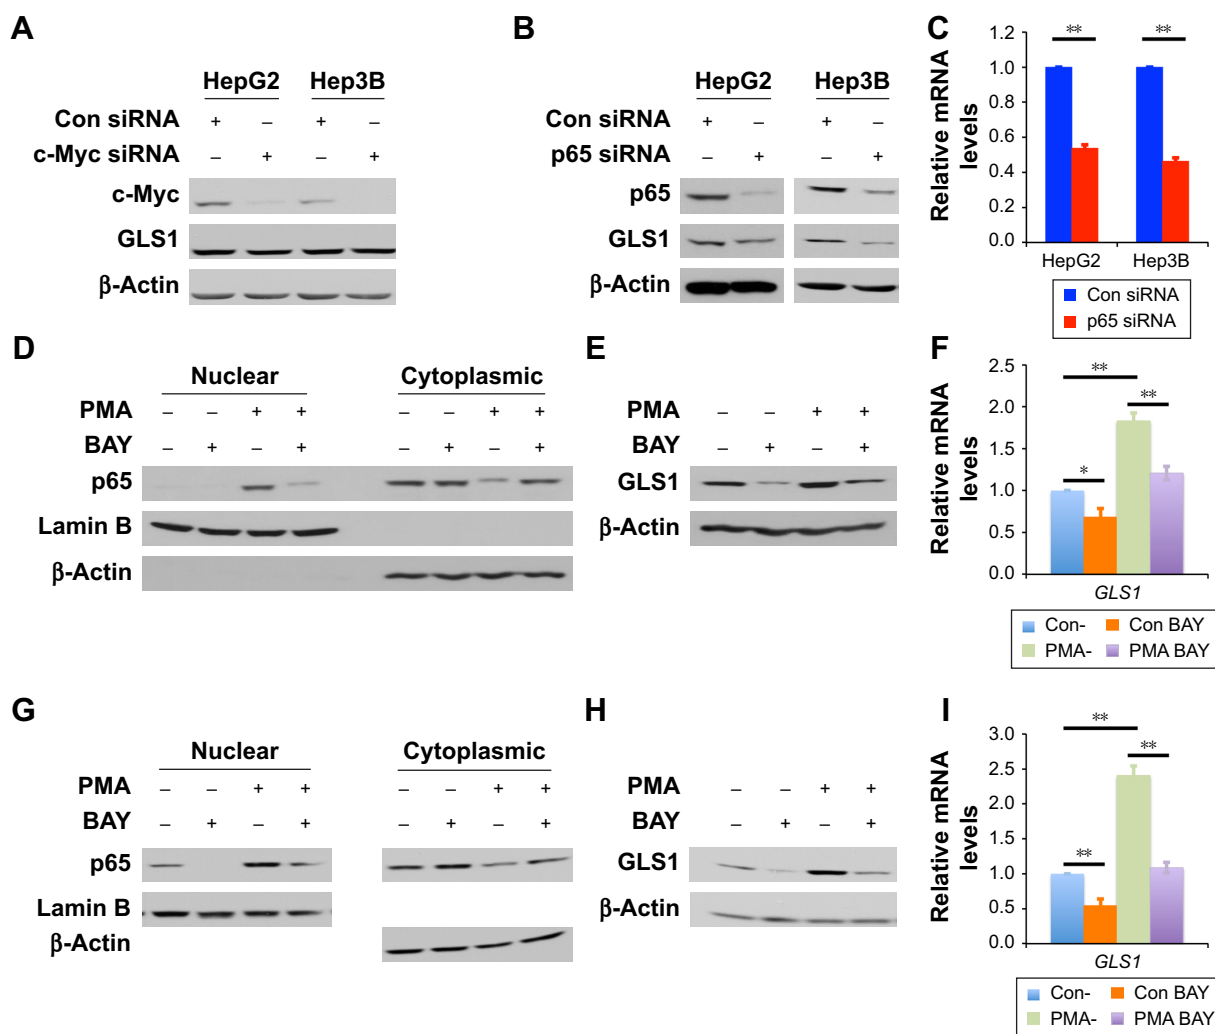 A
HepG2 Hep3B
Con siRNA + – + –
c-Myc siRNA – + – +
c-Myc
GLS1
β-Actin
B
HepG2 Hep3B
Con siRNA + – + –
p65 siRNA – + – +
p65
GLS1
β-Actin
C
Relative mRNA levels
1.2
1.0
0.8
0.6
0.4
0.2
0.0
** **
HepG2 Hep3B
Con siRNA
p65 siRNA
D
Nuclear Cytoplasmic
PMA – – + + – – + +
BAY – + – + – + – +
p65
Lamin B
β-Actin
E
PMA – – + +
BAY – + – +
GLS1
β-Actin
F
Relative mRNA levels
2.5
2.0
1.5
1.0
0.5
0.0
**
**
*
GLS1
Con- Con BAY
PMA- PMA BAY
G
Nuclear Cytoplasmic
PMA – – + + – – + +
BAY – + – + – + – +
p65
Lamin B
β-Actin
H
PMA – – + +
BAY – + – +
GLS1
β-Actin
I
Relative mRNA levels
3.0
2.5
2.0
1.5
1.0
0.5
0.0
**
**
**
GLS1
Con- Con BAY
PMA- PMA BAY